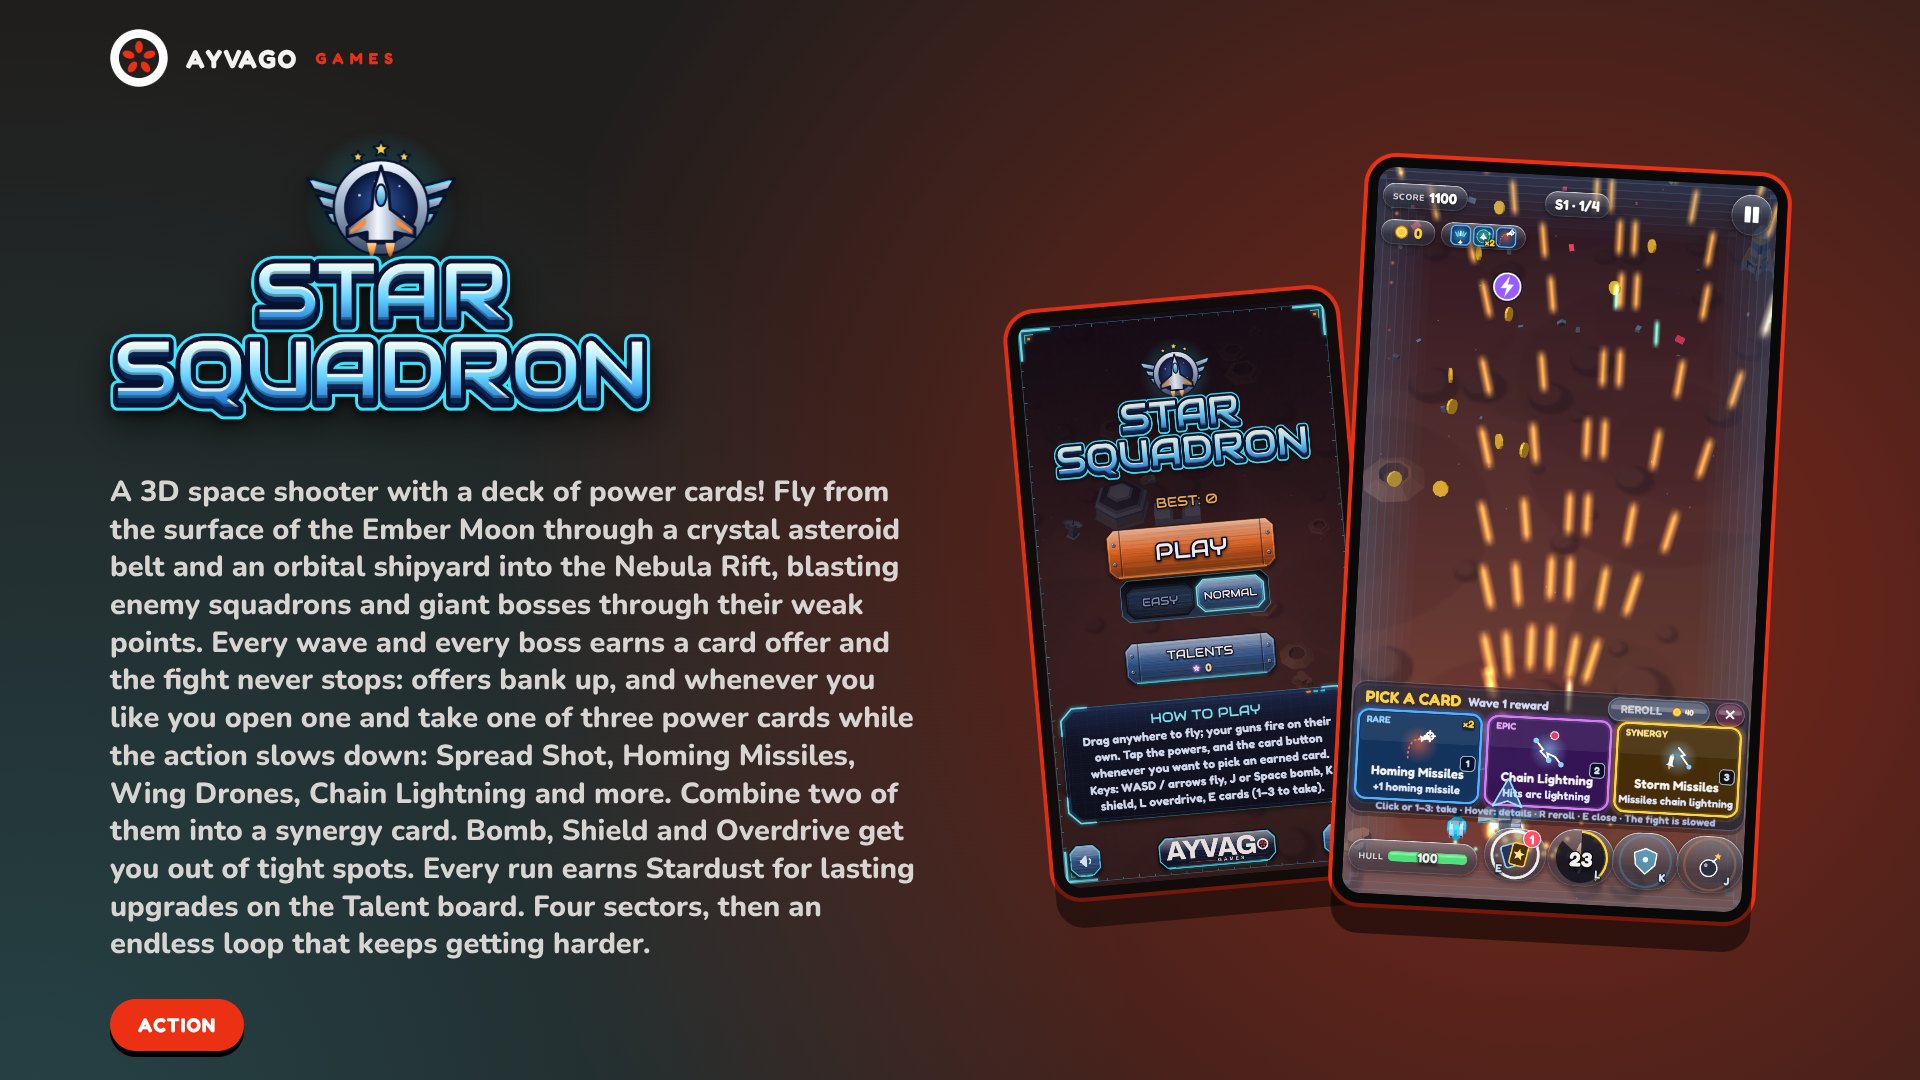 AYVAGO GAMES
STAR
SQUADRON
A 3D space shooter with a deck of power cards! Fly from
the surface of the Ember Moon through a crystal asteroid
belt and an orbital shipyard into the Nebula Rift, blasting
enemy squadrons and giant bosses through their weak
points. Every wave and every boss earns a card offer and
the fight never stops: offers bank up, and whenever you
like you open one and take one of three power cards while
the action slows down: Spread Shot, Homing Missiles,
Wing Drones, Chain Lightning and more. Combine two of
them into a synergy card. Bomb, Shield and Overdrive get
you out of tight spots. Every run earns Stardust for lasting
upgrades on the Talent board. Four sectors, then an
endless loop that keeps getting harder.
ACTION
STAR
SQUADRON
BEST: 0
PLAY
EASY NORMAL
TALENTS
0
HOW TO PLAY
Drag anywhere to fly; your guns fire on their
own. Tap the powers, and the card button
whenever you want to pick an earned card.
Keys: WASD / arrows fly, J or Space bomb, K
shield, L overdrive, E cards (1–3 to take).
AYVAGO
GAMES
SCORE 1100
S1 · 1/4
0
×2
PICK A CARD Wave 1 reward
REROLL 40
RARE ×2
Homing Missiles 1
+1 homing missile
EPIC
Chain Lightning 2
Hits arc lightning
SYNERGY
Storm Missiles 3
Missiles chain lightning
Click or 1–3: take · Hover: details · R reroll · E close · The fight is slowed
HULL 100
E 1
23 L
K
J